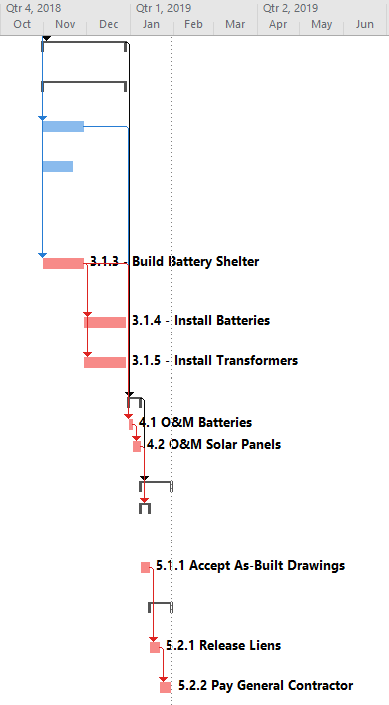 Qtr 4, 2018 Qtr 1, 2019 Qtr 2, 2019
Oct Nov Dec Jan Feb Mar Apr May Jun
3.1.3 - Build Battery Shelter
3.1.4 - Install Batteries
3.1.5 - Install Transformers
4.1 O&M Batteries
4.2 O&M Solar Panels
5.1.1 Accept As-Built Drawings
5.2.1 Release Liens
5.2.2 Pay General Contractor